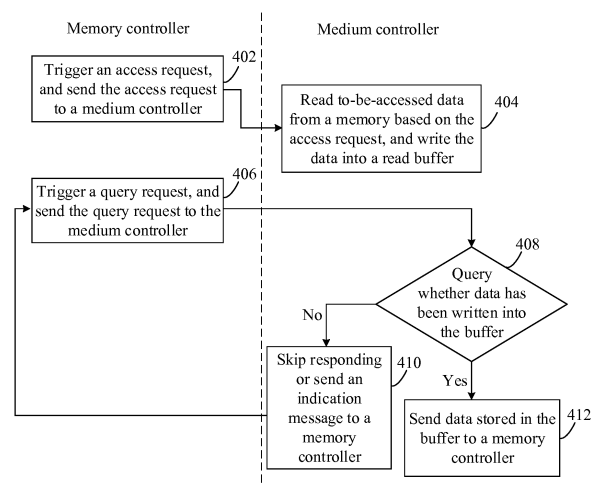 Memory controller
Medium controller
Trigger an access request,
and send the access request
to a medium controller
402
Read to-be-accessed data
from a memory based on the
access request, and write the
data into a read buffer
404
Trigger a query request, and
send the query request to the
medium controller
406
408
Query
whether data has
been written into
the buffer
No
Yes
Skip responding
or send an
indication
message to a
memory
controller
410
Send data stored in the
buffer to a memory
controller
412